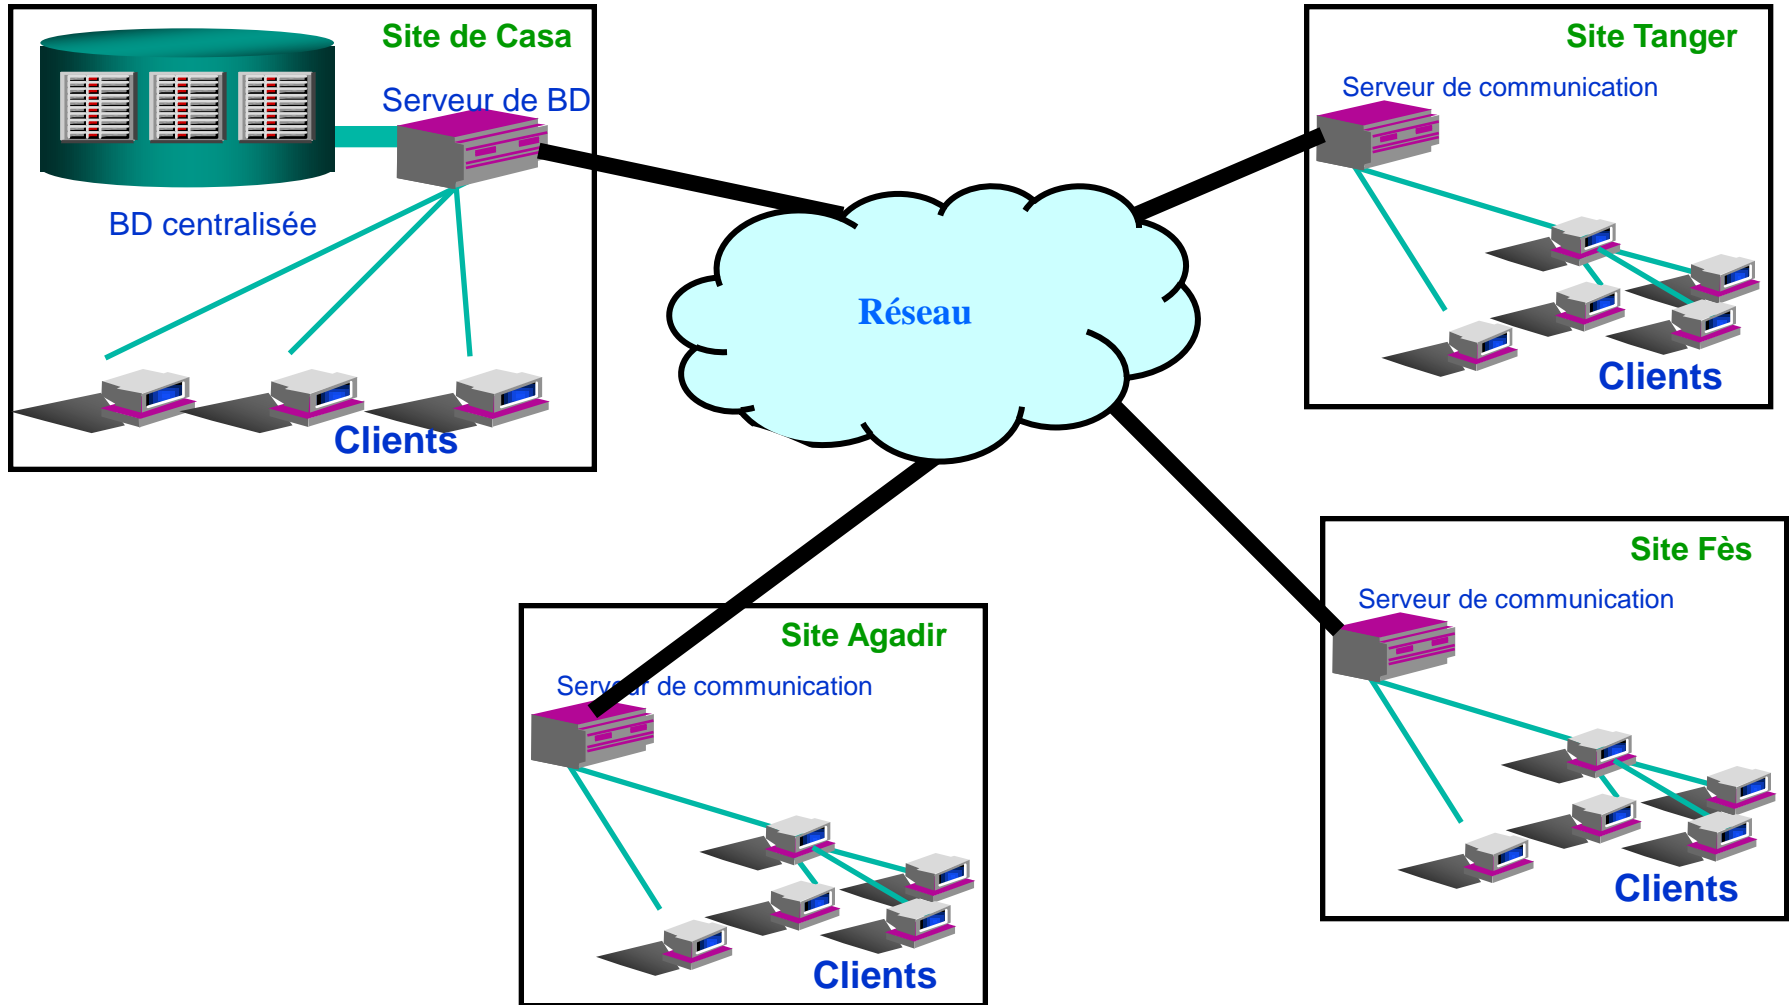 Site de Casa
Serveur de BD
BD centralisée
Clients
Réseau
Site Tanger
Serveur de communication
Clients
Site Agadir
Serveur de communication
Clients
Site Fès
Serveur de communication
Clients